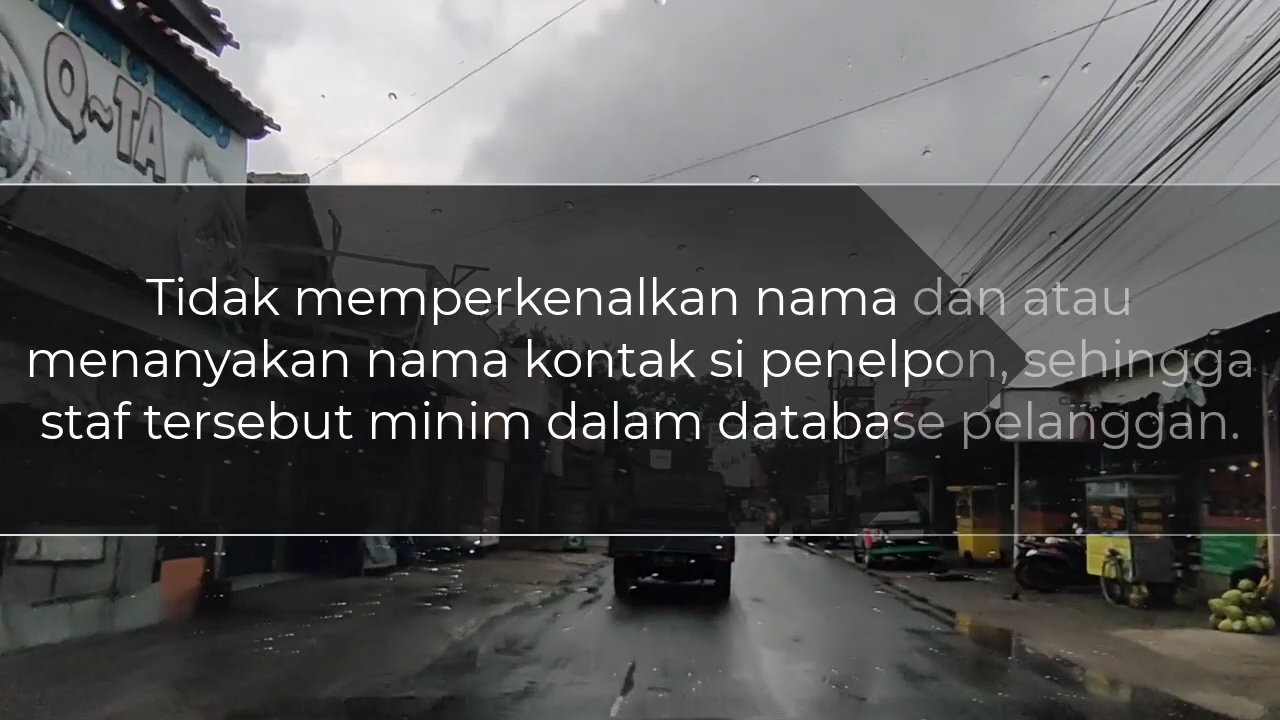 Q~TA
Tidak memperkenalkan nama dan atau
menanyakan nama kontak si penelpon, sehingga
staf tersebut minim dalam database pelanggan.